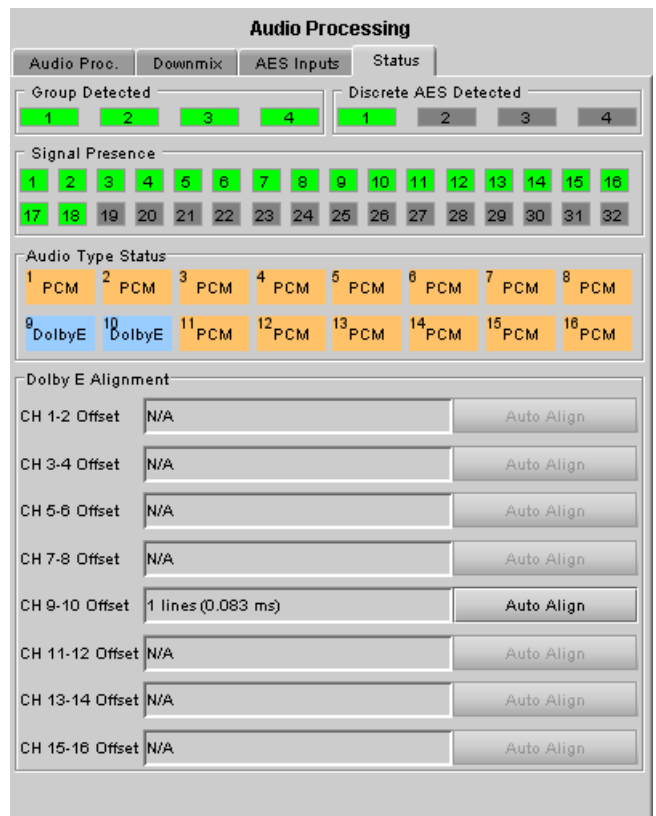 Audio Processing
Audio Proc. Downmix AES Inputs Status
Group Detected Discrete AES Detected
1 2 3 4 1 2 3 4
Signal Presence
1 2 3 4 5 6 7 8 9 10 11 12 13 14 15 16
17 18 19 20 21 22 23 24 25 26 27 28 29 30 31 32
Audio Type Status
1 PCM 2 PCM 3 PCM 4 PCM 5 PCM 6 PCM 7 PCM 8 PCM
9 DolbyE 10 DolbyE 11 PCM 12 PCM 13 PCM 14 PCM 15 PCM 16 PCM
Dolby E Alignment
CH 1-2 Offset N/A Auto Align
CH 3-4 Offset N/A Auto Align
CH 5-6 Offset N/A Auto Align
CH 7-8 Offset N/A Auto Align
CH 9-10 Offset 1 lines (0.083 ms) Auto Align
CH 11-12 Offset N/A Auto Align
CH 13-14 Offset N/A Auto Align
CH 15-16 Offset N/A Auto Align